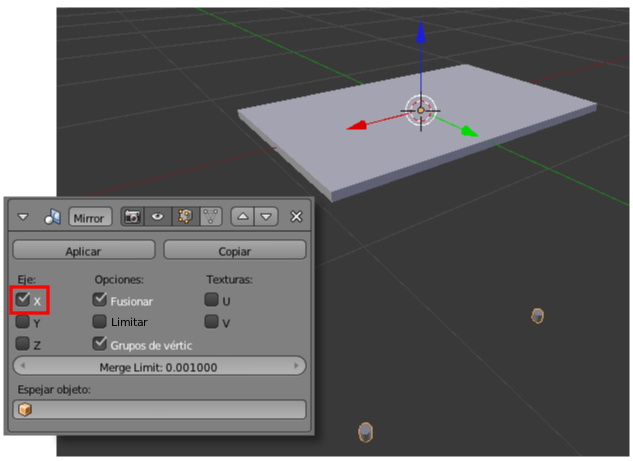 Mirror
Aplicar Copiar
Eje: Opciones: Texturas:
X Fusionar U
Y Limitar V
Z Grupos de vértic
Merge Limit: 0.001000
Espejar objeto: